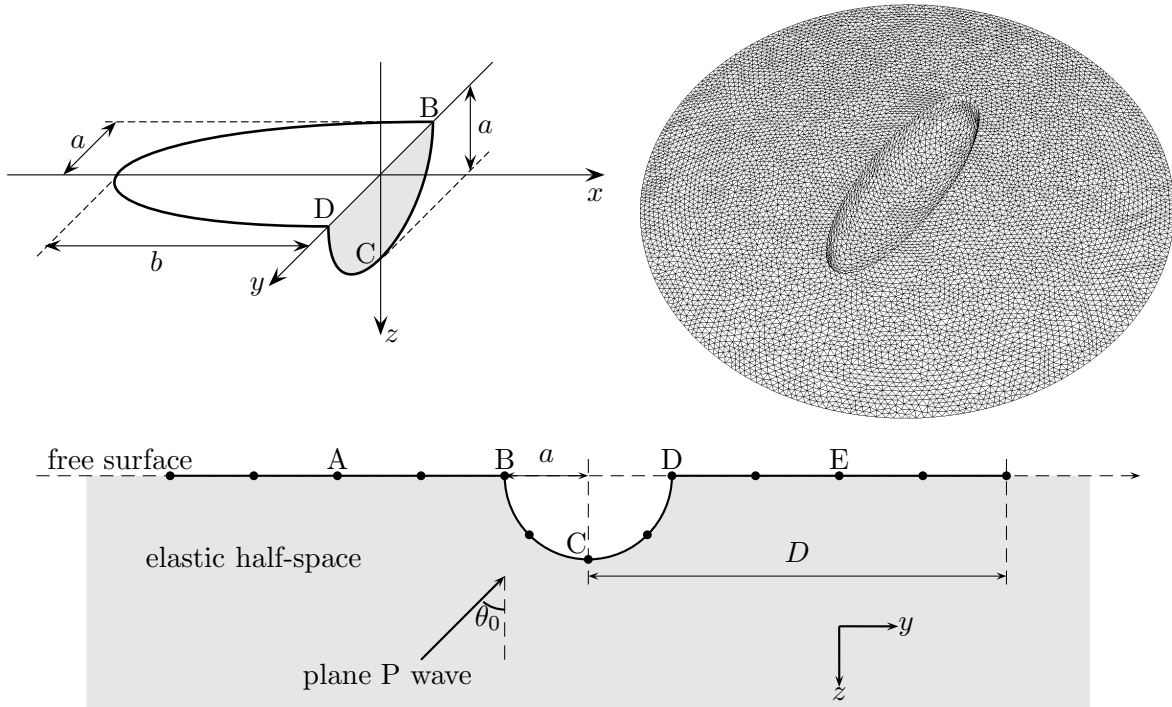 B
a
a
x
D
C
b
y
z
free surface
A
B
a
D
E
C
elastic half-space
D
θ0
y
plane P wave
z